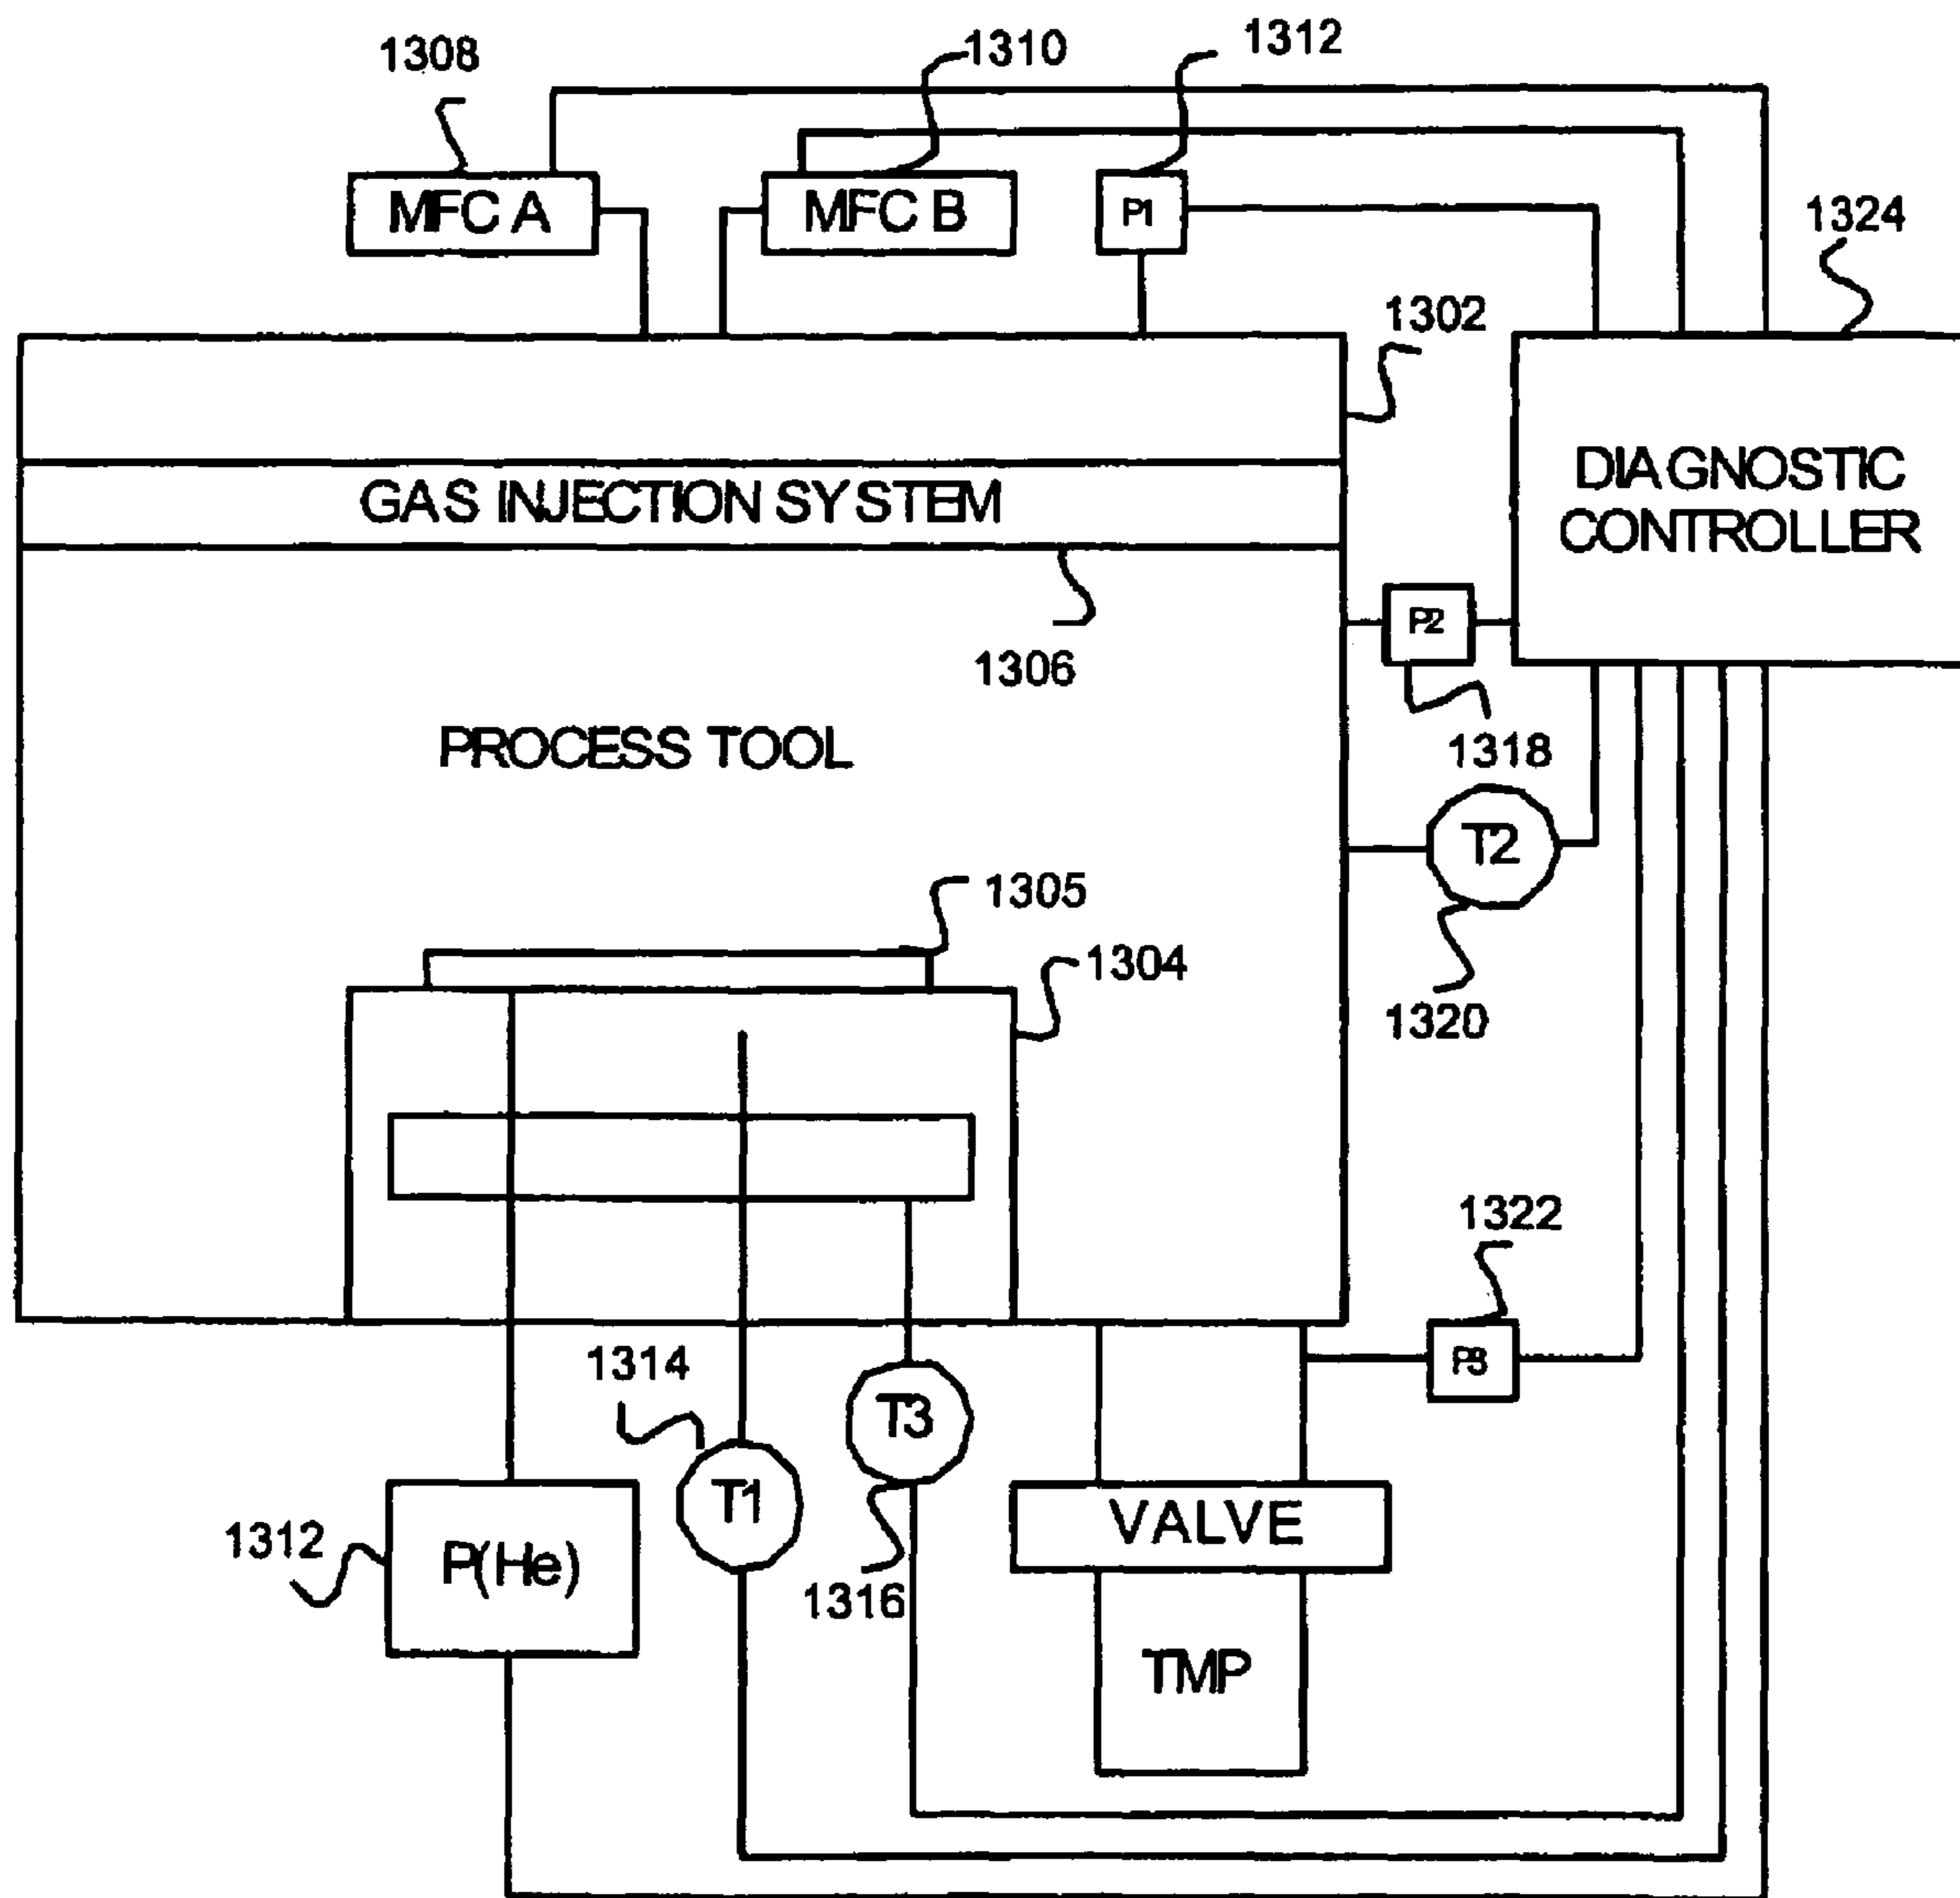 1308
1310
1312
MFC A
MFC B
P1
1324
1302
GAS INJECTION SYSTEM
DIAGNOSTIC
CONTROLLER
P2
1306
PROCESS TOOL
1318
T2
1305
1304
1320
1322
1314
P3
T3
T1
VALVE
1312
P(He)
1316
TMP